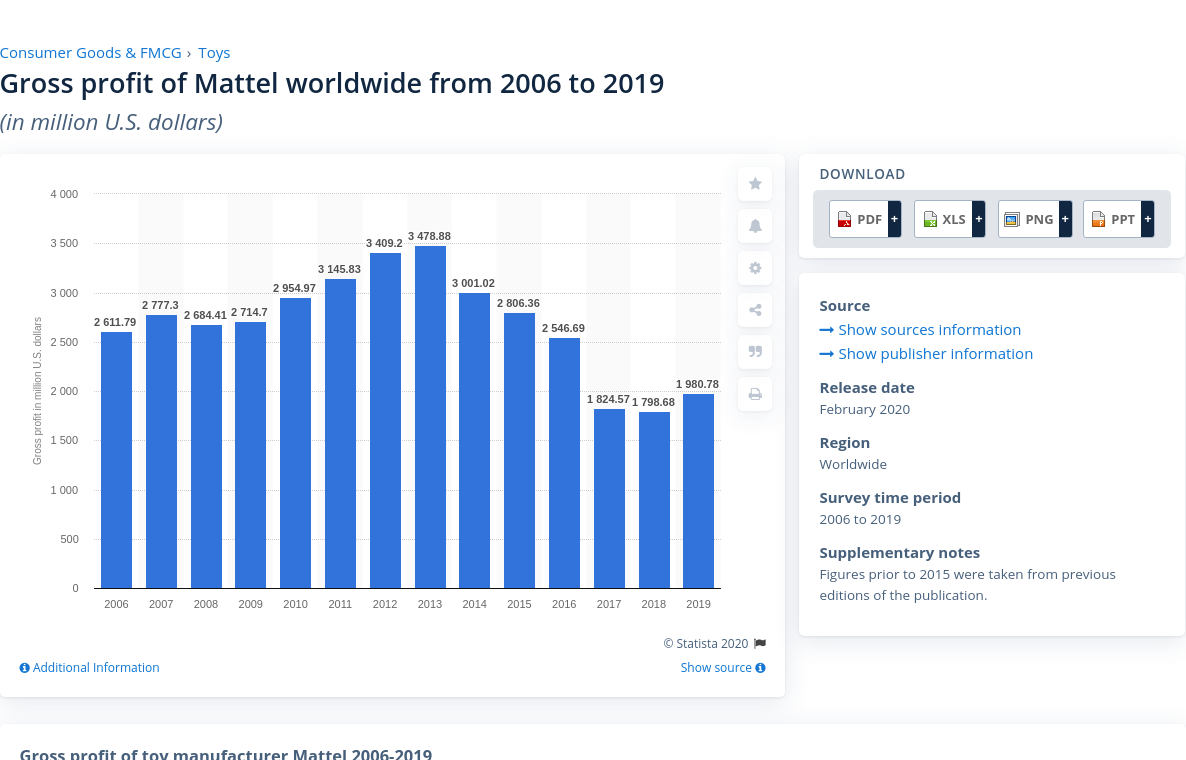 Consumer Goods & FMCG › Toys
Gross profit of Mattel worldwide from 2006 to 2019
(in million U.S. dollars)
Gross profit in million U.S. dollars
4 000
3 500
3 000
2 500
2 000
1 500
1 000
500
0
2 611.79
2 777.3
2 684.41
2 714.7
2 954.97
3 145.83
3 409.2
3 478.88
3 001.02
2 806.36
2 546.69
1 824.57
1 798.68
1 980.78
2006 2007 2008 2009 2010 2011 2012 2013 2014 2015 2016 2017 2018 2019
© Statista 2020
Additional Information
Show source
DOWNLOAD
PDF + XLS + PNG + PPT +
Source
Show sources information
Show publisher information
Release date
February 2020
Region
Worldwide
Survey time period
2006 to 2019
Supplementary notes
Figures prior to 2015 were taken from previous
editions of the publication.
Gross profit of toy manufacturer Mattel 2006-2019